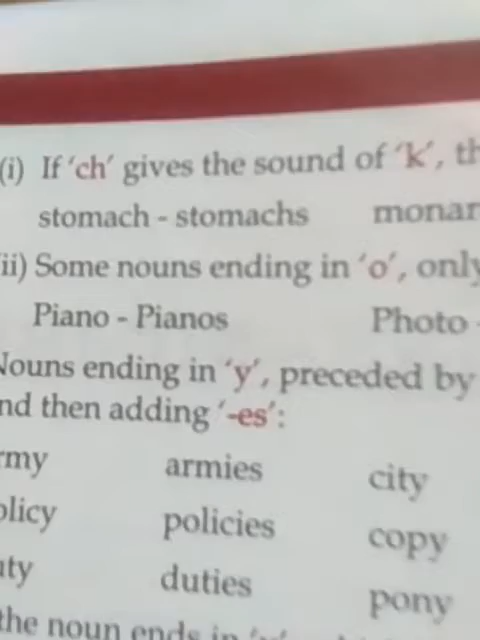 (i) If 'ch' gives the sound of 'k', th
stomach - stomachs monar
ii) Some nouns ending in 'o', only
Piano - Pianos Photo -
Nouns ending in 'y', preceded by
nd then adding '-es':
rmy armies city
olicy policies copy
uty duties pony
the noun ends in 'y'